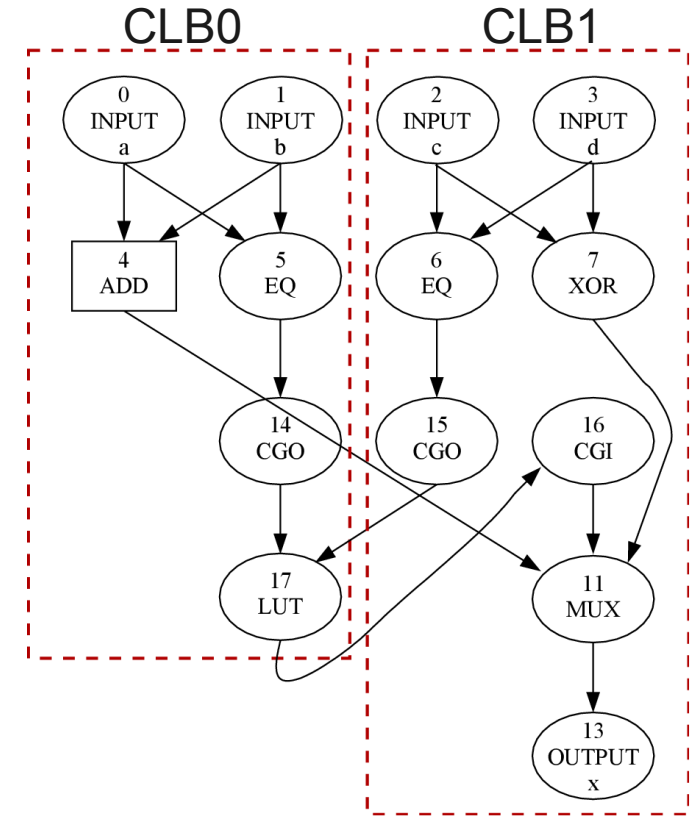 CLB0
CLB1
0
INPUT
a
1
INPUT
b
2
INPUT
c
3
INPUT
d
4
ADD
5
EQ
6
EQ
7
XOR
14
CGO
15
CGO
16
CGI
17
LUT
11
MUX
13
OUTPUT
x